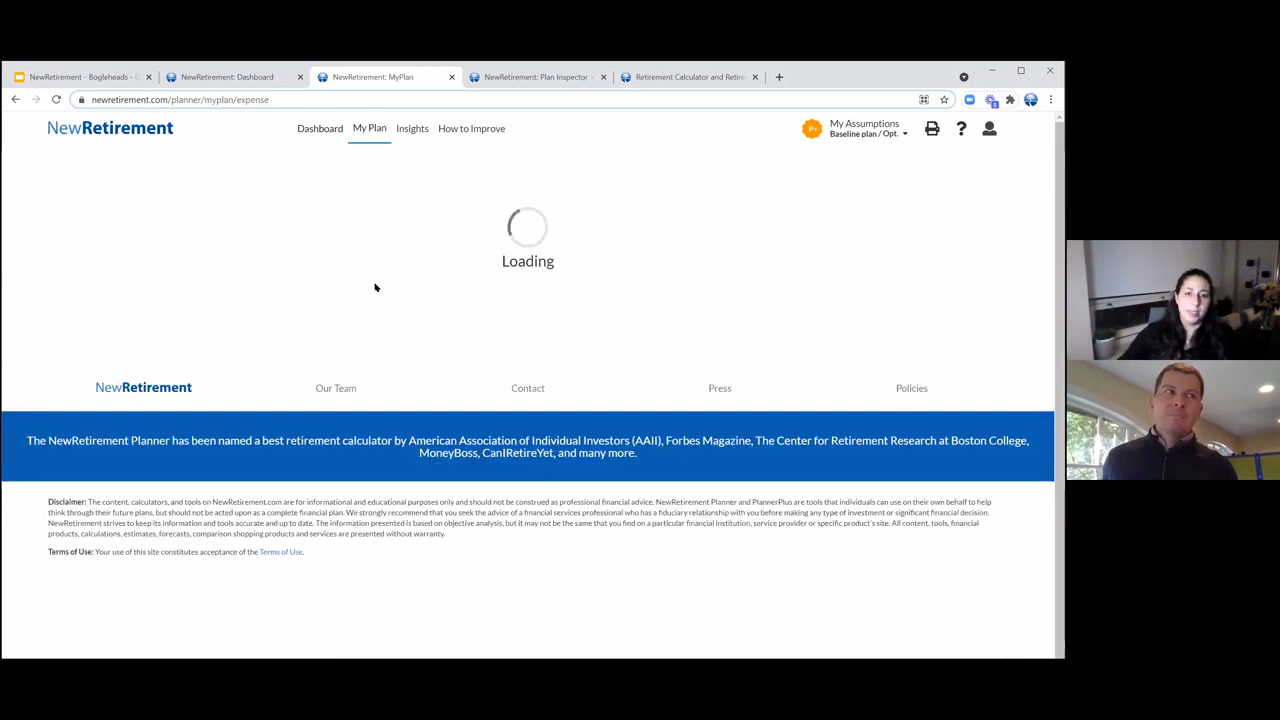 NewRetirement - Bogleheads -
NewRetirement: Dashboard
NewRetirement: MyPlan
NewRetirement: Plan Inspector
Retirement Calculator and Retire
newretirement.com/planner/myplan/expense
NewRetirement
Dashboard
My Plan
Insights
How to Improve
P+
My Assumptions
Baseline plan / Opt.
Loading
NewRetirement
Our Team
Contact
Press
Policies
The NewRetirement Planner has been named a best retirement calculator by American Association of Individual Investors (AAII), Forbes Magazine, The Center for Retirement Research at Boston College,
MoneyBoss, CanIRetireYet, and many more.
Disclaimer: The content, calculators, and tools on NewRetirement.com are for informational and educational purposes only and should not be construed as professional financial advice. NewRetirement Planner and PlannerPlus are tools that individuals can use on their own behalf to help
think through their future plans, but should not be acted upon as a complete financial plan. We strongly recommend that you seek the advice of a financial services professional who has a fiduciary relationship with you before making any type of investment or significant financial decision.
NewRetirement strives to keep its information and tools accurate and up to date. The information presented is based on objective analysis, but it may not be the same that you find on a particular financial institution, service provider or specific product's site. All content, tools, financial
products, calculations, estimates, forecasts, comparison shopping products and services are presented without warranty.
Terms of Use: Your use of this site constitutes acceptance of the Terms of Use.